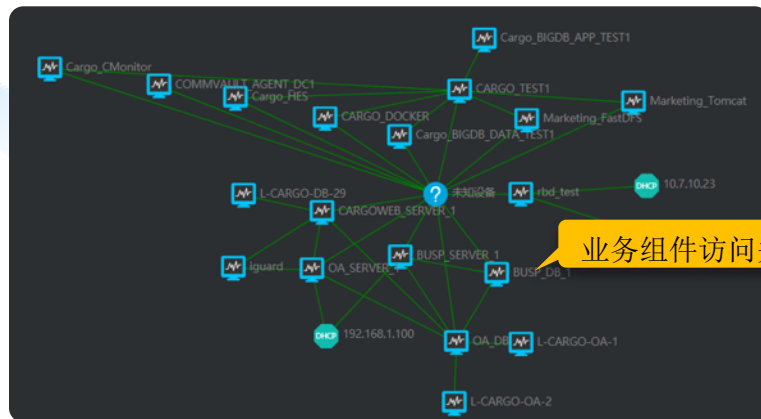 Cargo_BIGDB_APP_TEST1
Cargo_CMonitor
COMMVAULT_AGENT_DC1
CARGO_TEST1
Cargo_HES
Marketing_Tomcat
CARGO_DOCKER
Marketing_FastDFS
Cargo_BIGDB_DATA_TEST1
DHCP 10.7.10.23
L-CARGO-DB-29
? 未知设备
rbd_test
CARGOWEB_SERVER_1
业务组件访问
BUSP_SERVER_1
iguard
OA_SERVER
BUSP_DB_1
DHCP 192.168.1.100
OA_DB
L-CARGO-OA-1
L-CARGO-OA-2